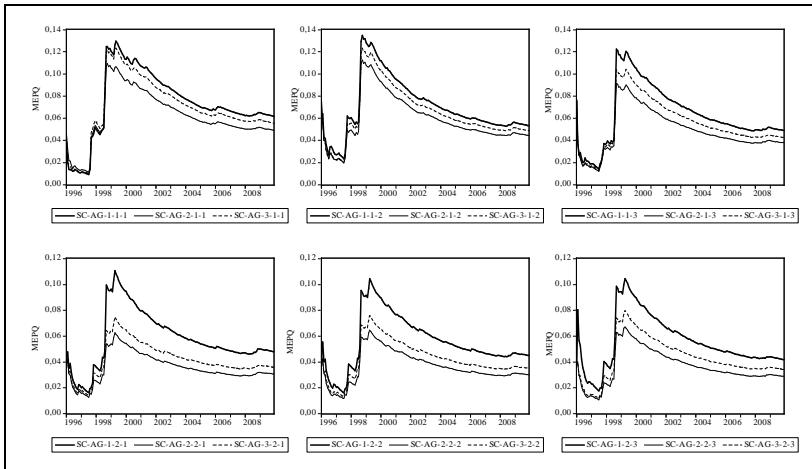 0,14
0,12
0,10
0,08
0,06
0,04
0,02
0,00
MEPQ
1996 1998 2000 2002 2004 2006 2008
SC-AG-1-1-1 SC-AG-2-1-1 SC-AG-3-1-1
0,14
0,12
0,10
0,08
0,06
0,04
0,02
0,00
MEPQ
1996 1998 2000 2002 2004 2006 2008
SC-AG-1-1-2 SC-AG-2-1-2 SC-AG-3-1-2
0,14
0,12
0,10
0,08
0,06
0,04
0,02
0,00
MEPQ
1996 1998 2000 2002 2004 2006 2008
SC-AG-1-1-3 SC-AG-2-1-3 SC-AG-3-1-3
0,12
0,10
0,08
0,06
0,04
0,02
0,00
MEPQ
1996 1998 2000 2002 2004 2006 2008
SC-AG-1-2-1 SC-AG-2-2-1 SC-AG-3-2-1
0,12
0,10
0,08
0,06
0,04
0,02
0,00
MEPQ
1996 1998 2000 2002 2004 2006 2008
SC-AG-1-2-2 SC-AG-2-2-2 SC-AG-3-2-2
0,12
0,10
0,08
0,06
0,04
0,02
0,00
MEPQ
1996 1998 2000 2002 2004 2006 2008
SC-AG-1-2-3 SC-AG-2-2-3 SC-AG-3-2-3